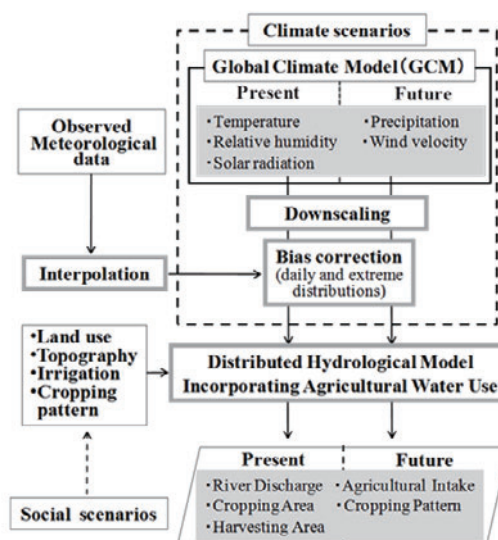 Climate scenarios
Global Climate Model(GCM)
Present
Future
・Temperature
・Relative humidity
・Solar radiation
・Precipitation
・Wind velocity
Observed
Meteorological
data
Downscaling
Interpolation
Bias correction
(daily and extreme
distributions)
・Land use
・Topography
・Irrigation
・Cropping
pattern
Distributed Hydrological Model
Incorporating Agricultural Water Use
Present
Future
・River Discharge
・Cropping Area
・Harvesting Area
・Agricultural Intake
・Cropping Pattern
Social scenarios